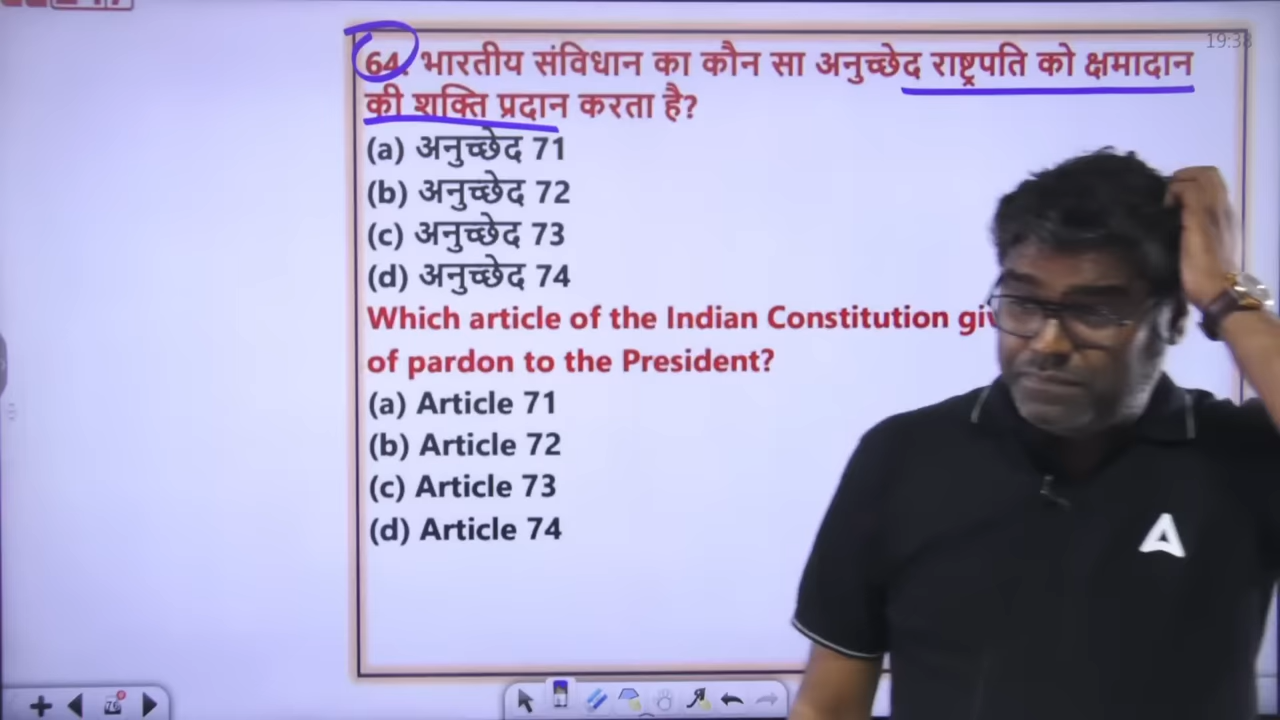 19:38
64. भारतीय संविधान का कौन सा अनुच्छेद राष्ट्रपति को क्षमादान
की शक्ति प्रदान करता है?
(a) अनुच्छेद 71
(b) अनुच्छेद 72
(c) अनुच्छेद 73
(d) अनुच्छेद 74
Which article of the Indian Constitution
of pardon to the President?
(a) Article 71
(b) Article 72
(c) Article 73
(d) Article 74